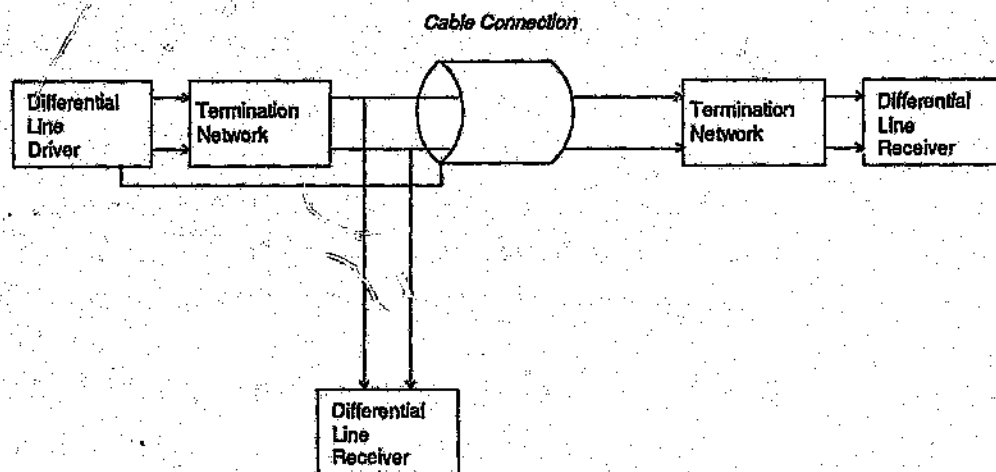 Cable Connection
Differential
Line
Driver
Termination
Network
Termination
Network
Differential
Line
Receiver
Differential
Line
Receiver